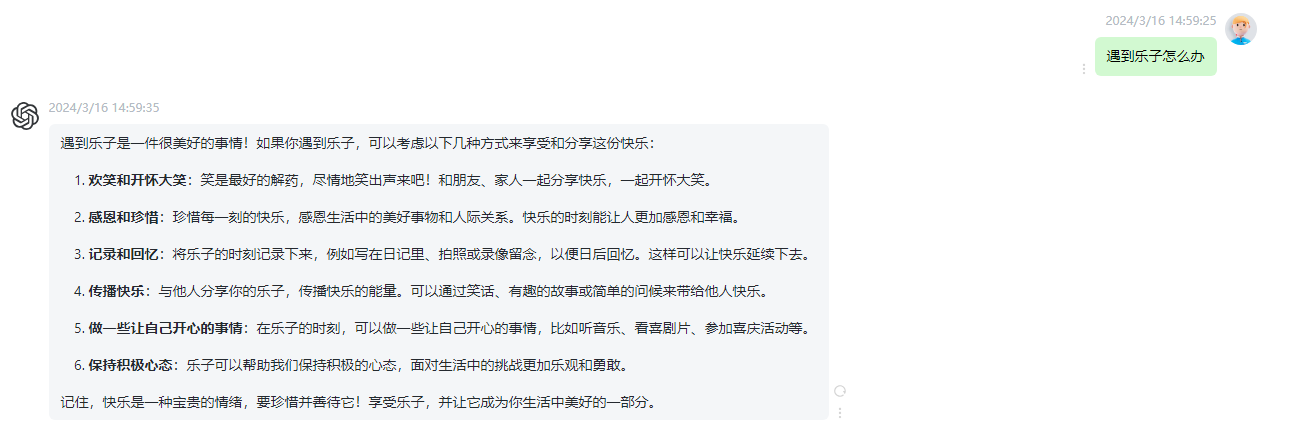 2024/3/16 14:59:25
遇到乐子怎么办
2024/3/16 14:59:35
遇到乐子是一件很美好的事情！如果你遇到乐子，可以考虑以下几种方式来享受和分享这份快乐：
1. 欢笑和开怀大笑：笑是最好的解药，尽情地笑出声来吧！和朋友、家人一起分享快乐，一起开怀大笑。
2. 感恩和珍惜：珍惜每一刻的快乐，感恩生活中的美好事物和人际关系。快乐的时刻能让人更加感恩和幸福。
3. 记录和回忆：将乐子的时刻记录下来，例如写在日记里、拍照或录像留念，以便日后回忆。这样可以让快乐延续下去。
4. 传播快乐：与他人分享你的乐子，传播快乐的能量。可以通过笑话、有趣的故事或简单的问候来带给他人快乐。
5. 做一些让自己开心的事情：在乐子的时刻，可以做一些让自己开心的事情，比如听音乐、看喜剧片、参加喜庆活动等。
6. 保持积极心态：乐子可以帮助我们保持积极的心态，面对生活中的挑战更加乐观和勇敢。
记住，快乐是一种宝贵的情绪，要珍惜并善待它！享受乐子，并让它成为你生活中美好的一部分。